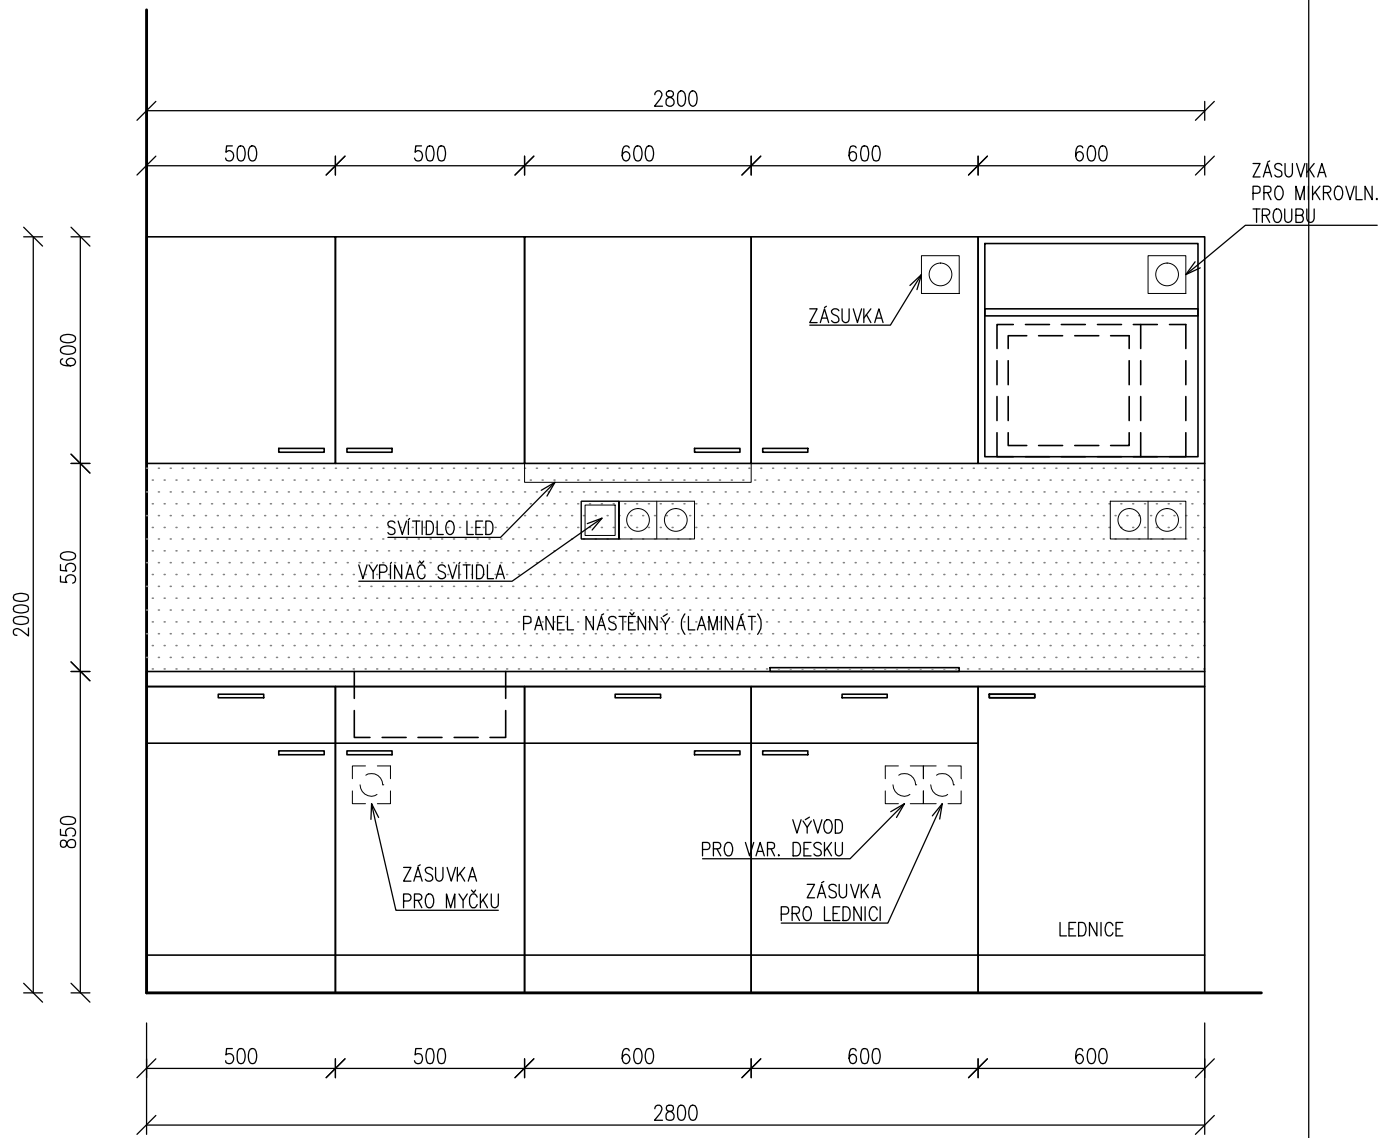 2800
500
500
600
600
600
ZÁSUVKA
PRO MIKROVLN.
TROUBU
ZÁSUVKA
600
SVÍTIDLO LED
VYPÍNAČ SVÍTIDLA
550
2000
PANEL NÁSTĚNNÝ (LAMINÁT)
850
VÝVOD
PRO VAR. DESKU
ZÁSUVKA
PRO MYČKU
ZÁSUVKA
PRO LEDNICI
LEDNICE
500
500
600
600
600
2800